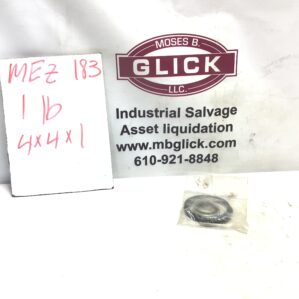 MEZ 183
1 lb
4x4x1
MOSES B.
GLICK
LLC.
Industrial Salvage
Asset liquidation
www.mbglick.com
610-921-8848